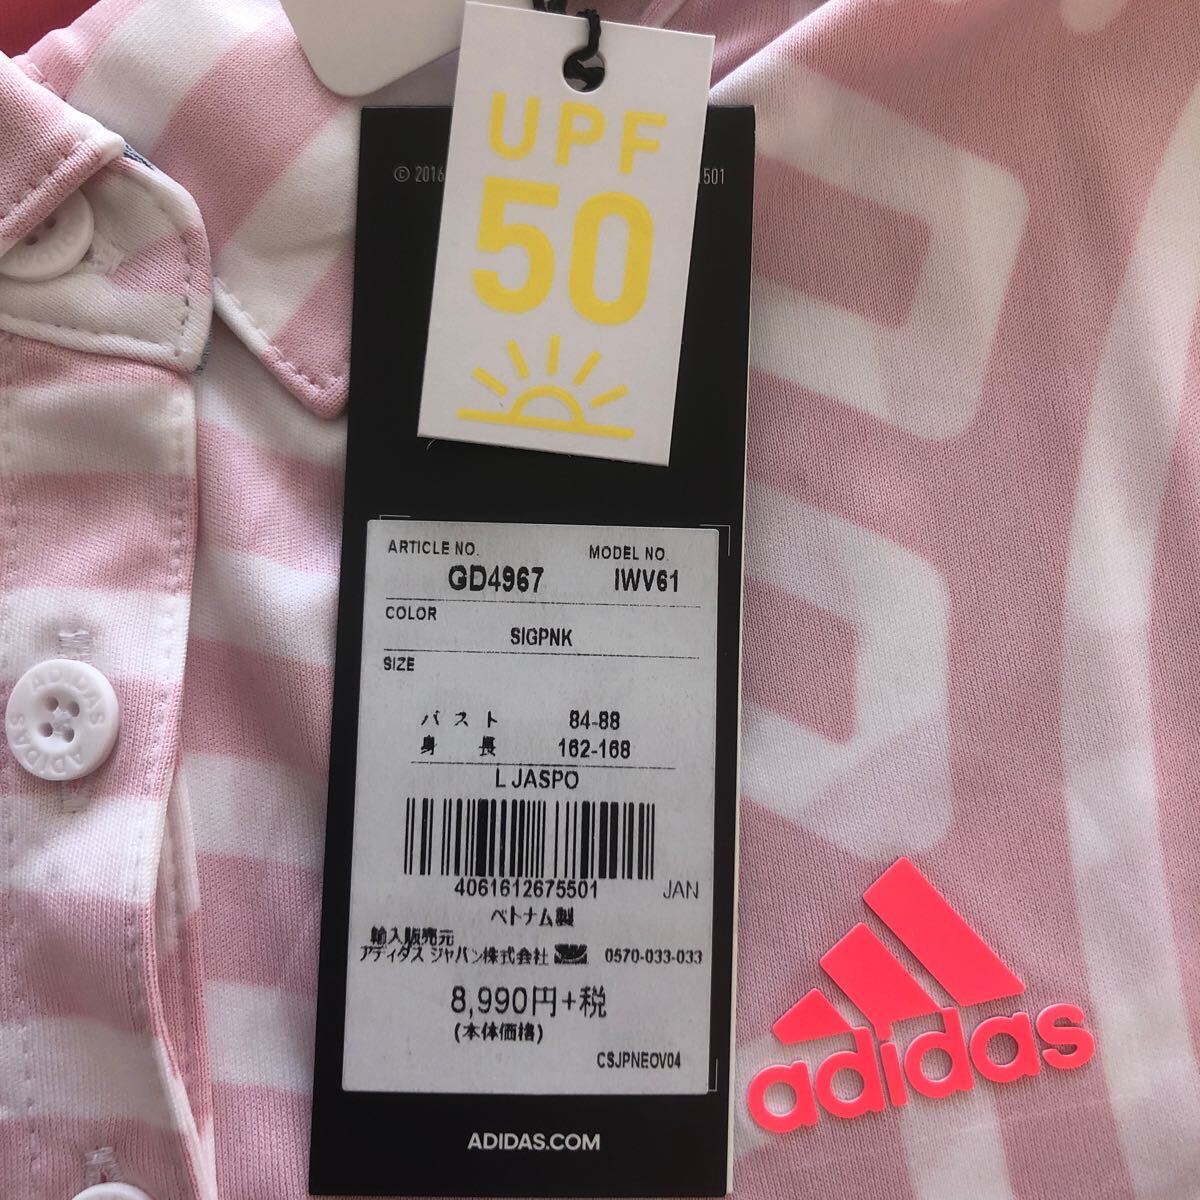 © 2016
.501
UPF
50
ARTICLE NO.
MODEL NO.
GD4967
IWV61
COLOR
SIGPNK
SIZE
バスト 84-88
身長 162-168
L JASPO
4061612675501
JAN
ベトナム製
輸入販売元
アディダス ジャパン株式会社 0570-033-033
8,990円+税
(本体価格)
CSJPNEOV04
ADIDAS.COM
adidas
ADIDAS
ADIDAS